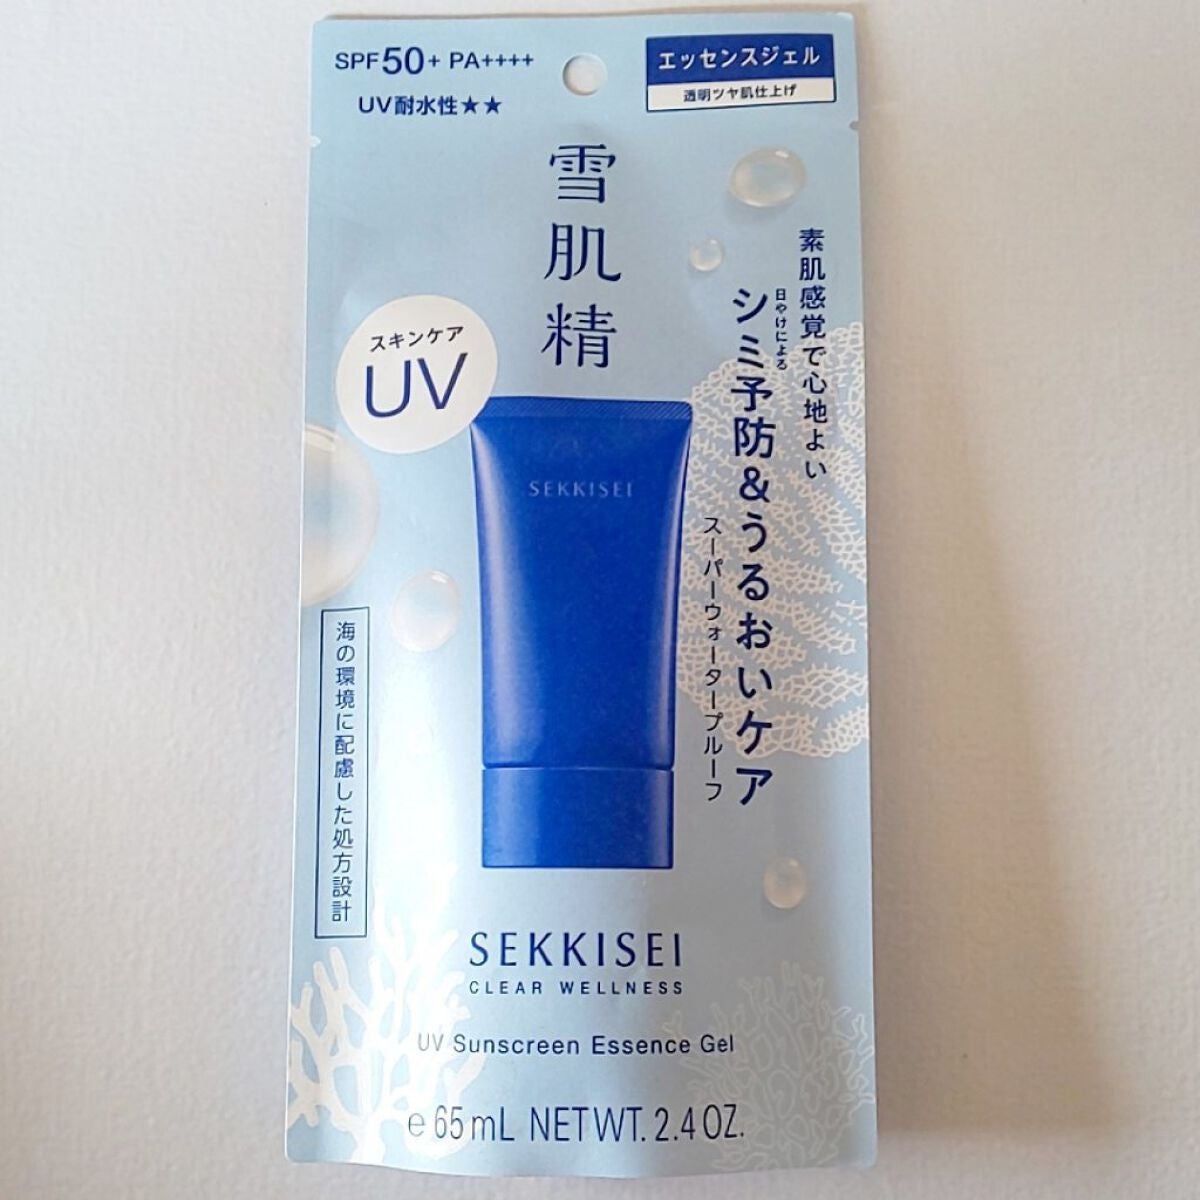 SPF50+ PA++++
UV耐水性★★
エッセンスジェル
透明ツヤ肌仕上げ
雪肌精
素肌感覚で心地よい
日やけによる
シミ予防&うるおいケア
スーパーウォータープルーフ
スキンケア
UV
SEKKISEI
海の環境に配慮した処方設計
SEKKISEI
CLEAR WELLNESS
UV Sunscreen Essence Gel
℮ 65mL NET WT. 2.4 OZ.